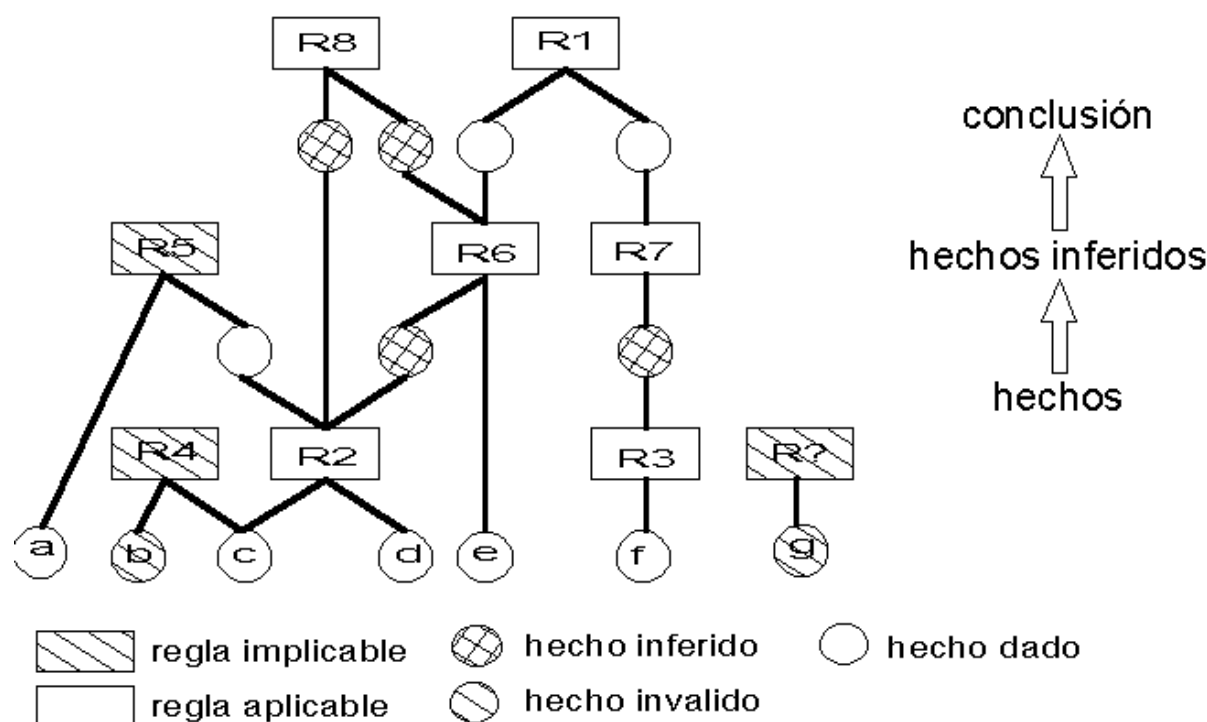 R8 R1
conclusión
R5 R6 R7
hechos inferidos
hechos
R4 R2 R3 R?
a b c d e f g
regla implicable hecho inferido hecho dado
regla aplicable hecho invalido